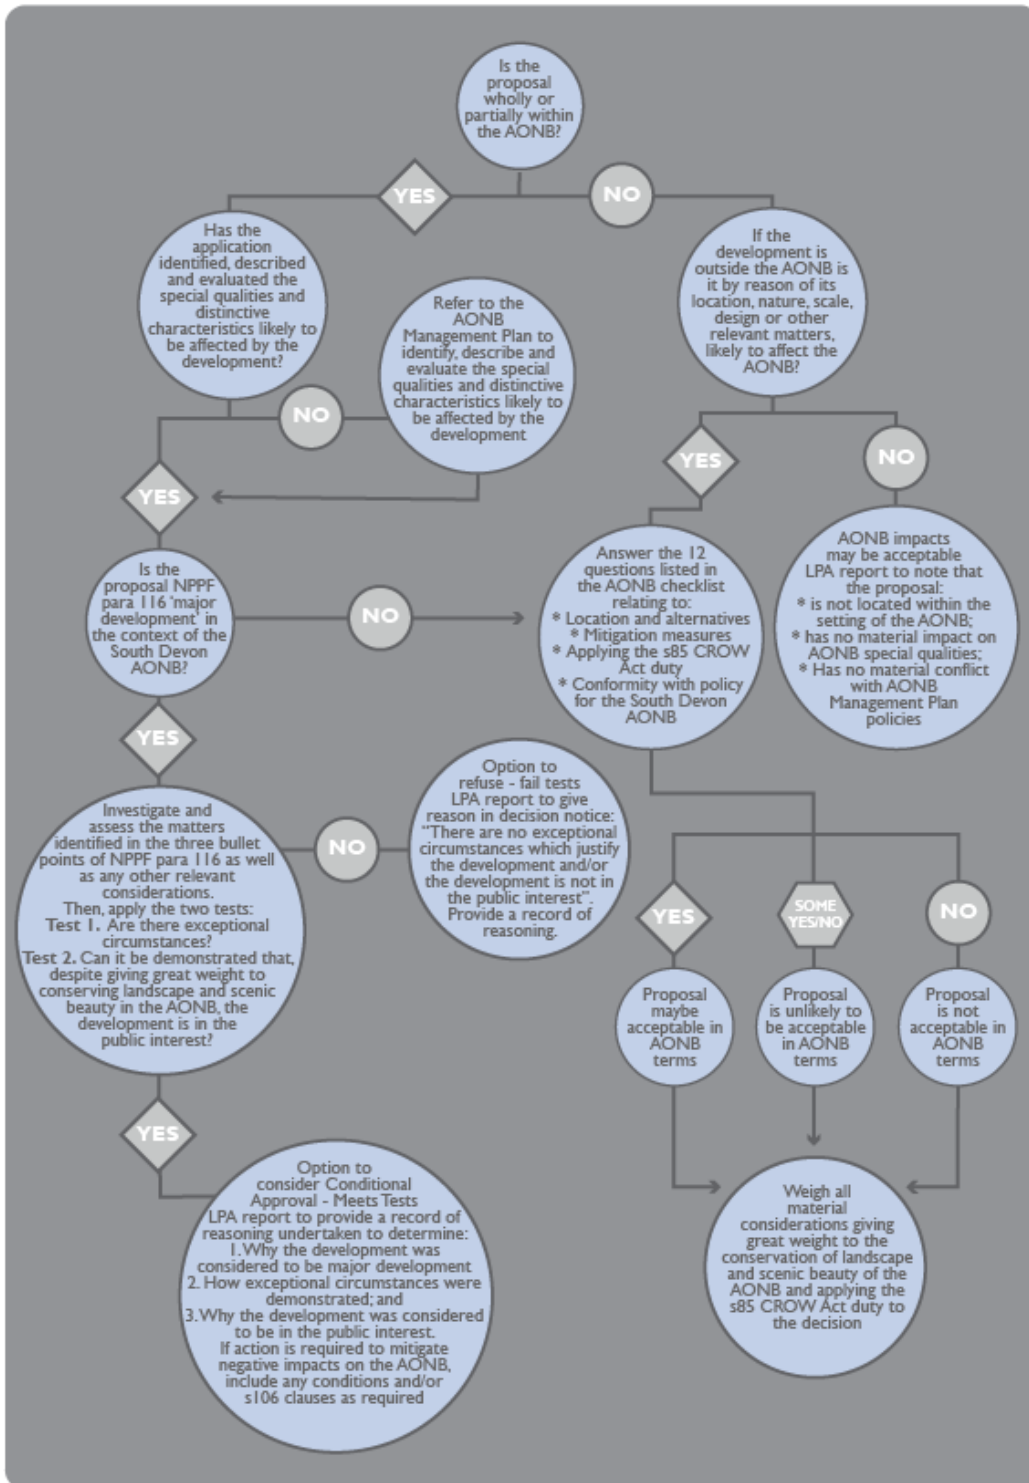 Is the
proposal
wholly or
partially within
the AONB?
YES
NO
Has the
application
identified, described
and evaluated the
special qualities and
distinctive
characteristics likely to
be affected by the
development?
Refer to the
AONB
Management Plan to
identify, describe and
evaluate the special
qualities and distinctive
characteristics likely to
be affected by the
development
If the
development is
outside the AONB is
it by reason of its
location, nature, scale,
design or other
relevant matters,
likely to affect the
AONB?
NO
YES
YES
NO
Is the
proposal NPPF
para 116 'major
development' in
the context of the
South Devon
AONB?
NO
Answer the 12
questions listed in
the AONB checklist
relating to:
* Location and alternatives
* Mitigation measures
* Applying the s85 CROW
Act duty
* Conformity with policy
for the South Devon
AONB
AONB impacts
may be acceptable
LPA report to note that
the proposal:
* is not located within the
setting of the AONB;
* has no material impact on
AONB special qualities;
* Has no material conflict
with AONB
Management Plan
policies
YES
Investigate and
assess the matters
identified in the three bullet
points of NPPF para 116 as well
as any other relevant
considerations.
Then, apply the two tests:
Test 1. Are there exceptional
circumstances?
Test 2. Can it be demonstrated that,
despite giving great weight to
conserving landscape and scenic
beauty in the AONB, the
development is in the
public interest?
NO
Option to
refuse - fail tests
LPA report to give
reason in decision notice:
"There are no exceptional
circumstances which justify
the development and/or
the development is not in
the public interest".
Provide a record of
reasoning.
YES
SOME
YES/NO
NO
Proposal
maybe
acceptable in
AONB
terms
Proposal
is unlikely to
be acceptable
in AONB
terms
Proposal
is not
acceptable in
AONB
terms
YES
Option to
consider Conditional
Approval - Meets Tests
LPA report to provide a record of
reasoning undertaken to determine:
1. Why the development was
considered to be major development
2. How exceptional circumstances were
demonstrated; and
3. Why the development was considered
to be in the public interest.
If action is required to mitigate
negative impacts on the AONB,
include any conditions and/or
s106 clauses as required
Weigh all
material
considerations giving
great weight to the
conservation of landscape
and scenic beauty of the
AONB and applying the
s85 CROW Act duty to
the decision